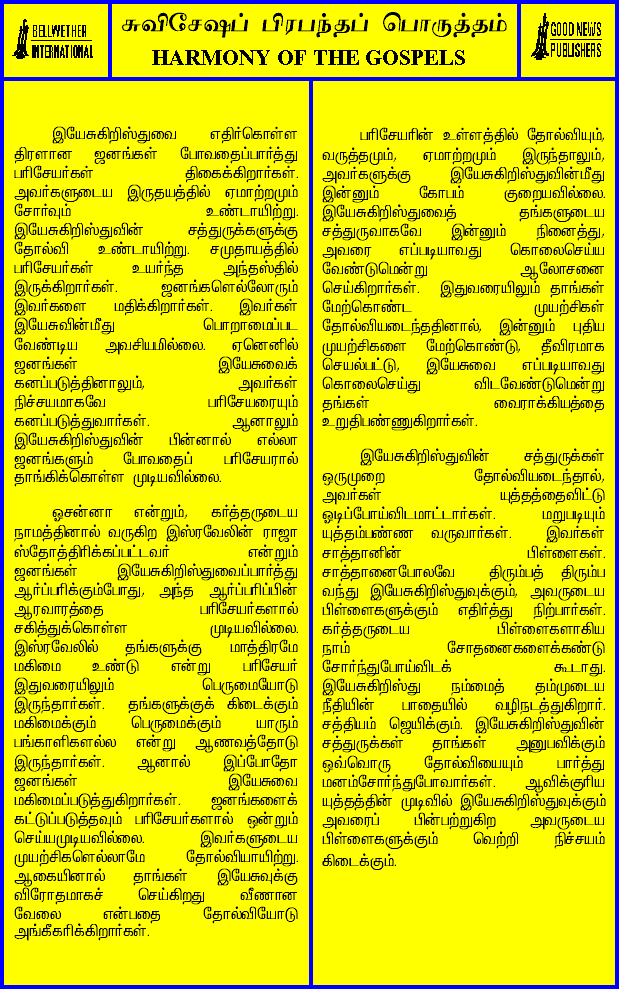 BELLWETHER
INTERNATIONAL
சுவிசேஷப் பிரபந்தப் பொருத்தம்
HARMONY OF THE GOSPELS
GOOD NEWS
PUBLISHERS
இயேசுகிறிஸ்துவை எதிர்கொள்ள
திரளான ஜனங்கள் போவதைப்பார்த்து
பரிசேயர்கள் திகைக்கிறார்கள்.
அவர்களுடைய இருதயத்தில் ஏமாற்றமும்
சோர்வும் உண்டாயிற்று.
இயேசுகிறிஸ்துவின் சத்துருக்களுக்கு
தோல்வி உண்டாயிற்று. சமுதாயத்தில்
பரிசேயர்கள் உயர்ந்த அந்தஸ்தில்
இருக்கிறார்கள். ஜனங்களெல்லோரும்
இவர்களை மதிக்கிறார்கள். இவர்கள்
இயேசுவின்மீது பொறாமைப்பட
வேண்டிய அவசியமில்லை. ஏனெனில்
ஜனங்கள் இயேசுவைக்
கனப்படுத்தினாலும், அவர்கள்
நிச்சயமாகவே பரிசேயரையும்
கனப்படுத்துவார்கள். ஆனாலும்
இயேசுகிறிஸ்துவின் பின்னால் எல்லா
ஜனங்களும் போவதைப் பரிசேயரால்
தாங்கிக்கொள்ள முடியவில்லை.
ஓசன்னா என்றும், கர்த்தருடைய
நாமத்தினால் வருகிற இஸ்ரவேலின் ராஜா
ஸ்தோத்திரிக்கப்பட்டவர் என்றும்
ஜனங்கள் இயேசுகிறிஸ்துவைப்பார்த்து
ஆர்ப்பரிக்கும்போது, அந்த ஆர்ப்பரிப்பின்
ஆரவாரத்தை பரிசேயர்களால்
சகித்துக்கொள்ள முடியவில்லை.
இஸ்ரவேலில் தங்களுக்கு மாத்திரமே
மகிமை உண்டு என்று பரிசேயர்
இதுவரையிலும் பெருமையோடு
இருந்தார்கள். தங்களுக்குக் கிடைக்கும்
மகிமைக்கும் பெருமைக்கும் யாரும்
பங்காளிகளல்ல என்று ஆணவத்தோடு
இருந்தார்கள். ஆனால் இப்போதோ
ஜனங்கள் இயேசுவை
மகிமைப்படுத்துகிறார்கள். ஜனங்களைக்
கட்டுப்படுத்தவும் பரிசேயர்களால் ஒன்றும்
செய்யமுடியவில்லை. இவர்களுடைய
முயற்சிகளெல்லாமே தோல்வியாயிற்று.
ஆகையினால் தாங்கள் இயேசுவுக்கு
விரோதமாகச் செய்கிறது வீணான
வேலை என்பதை தோல்வியோடு
அங்கீகரிக்கிறார்கள்.
பரிசேயரின் உள்ளத்தில் தோல்வியும்,
வருத்தமும், ஏமாற்றமும் இருந்தாலும்,
அவர்களுக்கு இயேசுகிறிஸ்துவின்மீது
இன்னும் கோபம் குறையவில்லை.
இயேசுகிறிஸ்துவைத் தங்களுடைய
சத்துருவாகவே இன்னும் நினைத்து,
அவரை எப்படியாவது கொலைசெய்ய
வேண்டுமென்று ஆலோசனை
செய்கிறார்கள். இதுவரையிலும் தாங்கள்
மேற்கொண்ட முயற்சிகள்
தோல்வியடைந்ததினால், இன்னும் புதிய
முயற்சிகளை மேற்கொண்டு, தீவிரமாக
செயல்பட்டு, இயேசுவை எப்படியாவது
கொலைசெய்து விடவேண்டுமென்று
தங்கள் வைராக்கியத்தை
உறுதிபண்ணுகிறார்கள்.
இயேசுகிறிஸ்துவின் சத்துருக்கள்
ஒருமுறை தோல்வியடைந்தால்,
அவர்கள் யுத்தத்தைவிட்டு
ஓடிப்போய்விடமாட்டார்கள். மறுபடியும்
யுத்தம்பண்ண வருவார்கள். இவர்கள்
சாத்தானின் பிள்ளைகள்.
சாத்தானைபோலவே திரும்பத் திரும்ப
வந்து இயேசுகிறிஸ்துவுக்கும், அவருடைய
பிள்ளைகளுக்கும் எதிர்த்து நிற்பார்கள்.
கர்த்தருடைய பிள்ளைகளாகிய
நாம் சோதனைகளைக்கண்டு
சோர்ந்துபோய்விடக் கூடாது.
இயேசுகிறிஸ்து நம்மைத் தம்முடைய
நீதியின் பாதையில் வழிநடத்துகிறார்.
சத்தியம் ஜெயிக்கும். இயேசுகிறிஸ்துவின்
சத்துருக்கள் தாங்கள் அனுபவிக்கும்
ஒவ்வொரு தோல்வியையும் பார்த்து
மனம்சோர்ந்துபோவார்கள். ஆவிக்குரிய
யுத்தத்தின் முடிவில் இயேசுகிறிஸ்துவுக்கும்
அவரைப் பின்பற்றுகிற அவருடைய
பிள்ளைகளுக்கும் வெற்றி நிச்சயம்
கிடைக்கும்.